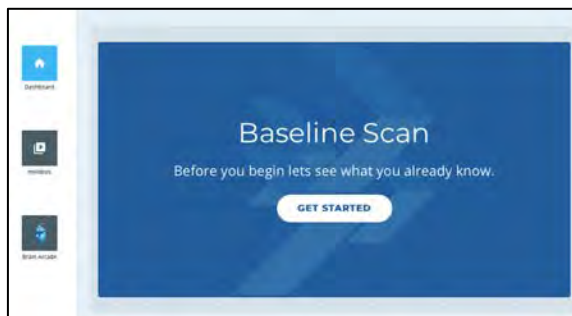 Dashboard
Baseline Scan
Before you begin lets see what you already know.
GET STARTED
Brain Arcade